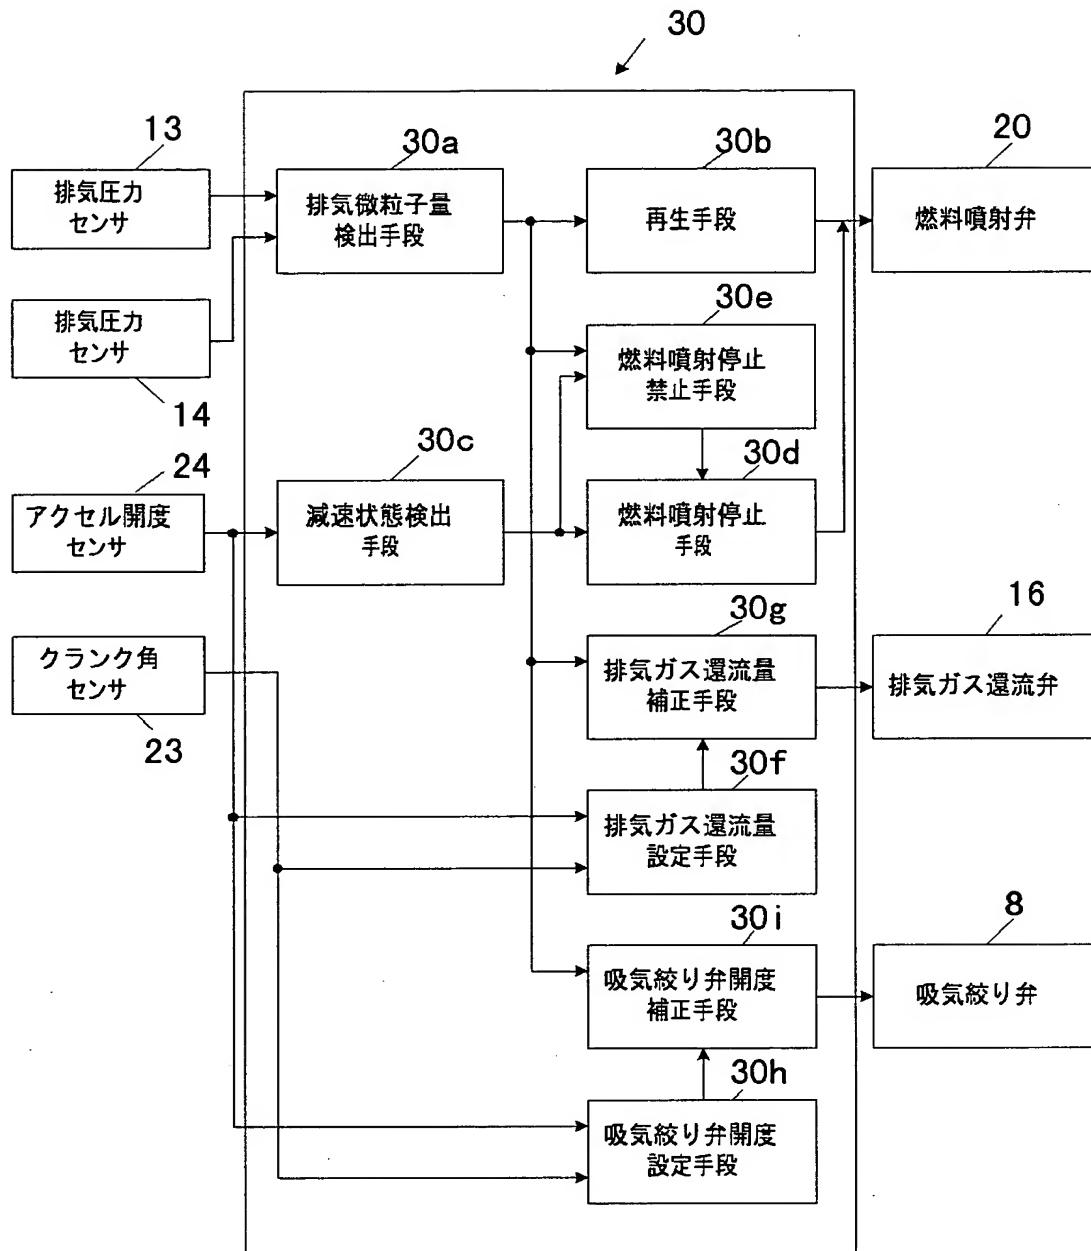 30
13
30a
30b
20
排気圧力
センサ
排気微粒子量
検出手段
再生手段
燃料噴射弁
30e
排気圧力
センサ
燃料噴射停止
禁止手段
14
30c
30d
24
アクセル開度
センサ
減速状態検出
手段
燃料噴射停止
手段
30g
16
クランク角
センサ
排気ガス還流量
補正手段
排気ガス還流弁
23
30f
排気ガス還流量
設定手段
30i
8
吸気絞り弁開度
補正手段
吸気絞り弁
30h
吸気絞り弁開度
設定手段